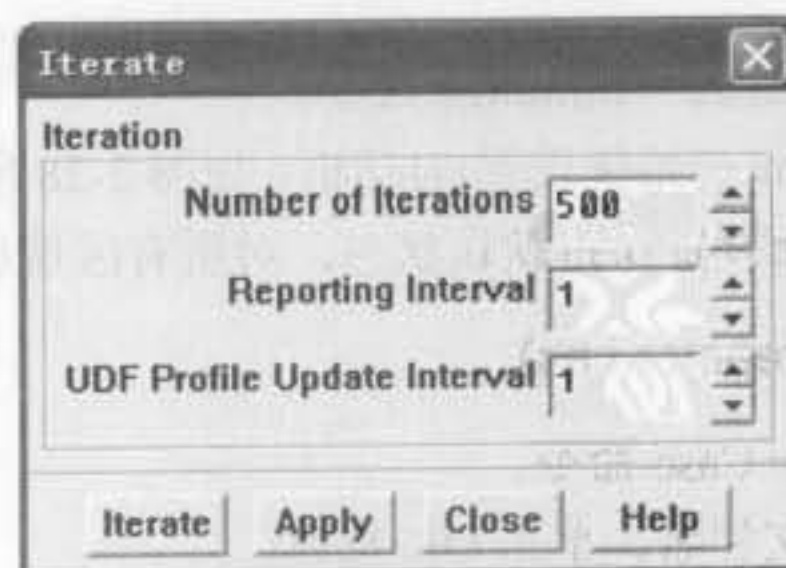 Iterate
Iteration
Number of Iterations 500
Reporting Interval 1
UDF Profile Update Interval 1
Iterate Apply Close Help